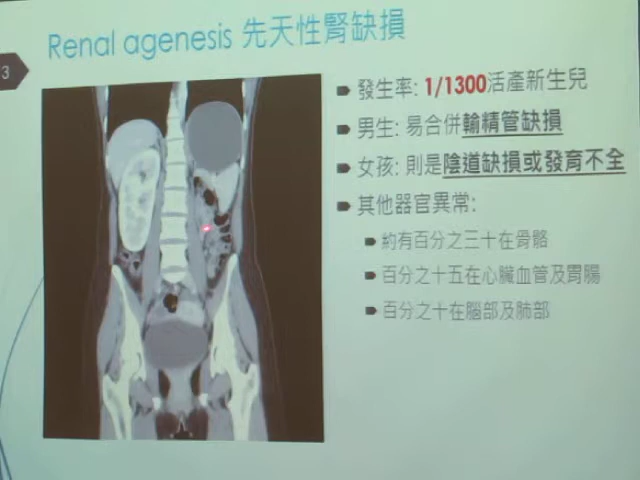 3
Renal agenesis 先天性腎缺損
發生率: 1/1300活產新生兒
男生: 易合併輸精管缺損
女孩: 則是陰道缺損或發育不全
其他器官異常:
約有百分之三十在骨骼
百分之十五在心臟血管及胃腸
百分之十在腦部及肺部